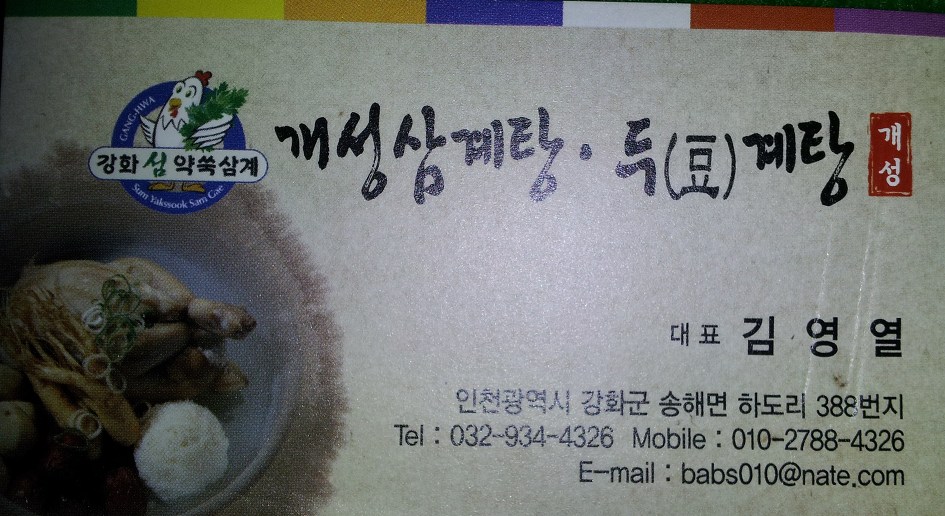 GANG-HWA
강화 섬 약쑥삼계
Sum Yakssook Sam Gae
개성삼계탕·두(豆)계탕
개성
대표 김영열
인천광역시 강화군 송해면 하도리 388번지
Tel : 032-934-4326 Mobile : 010-2788-4326
E-mail : babs010@nate.com